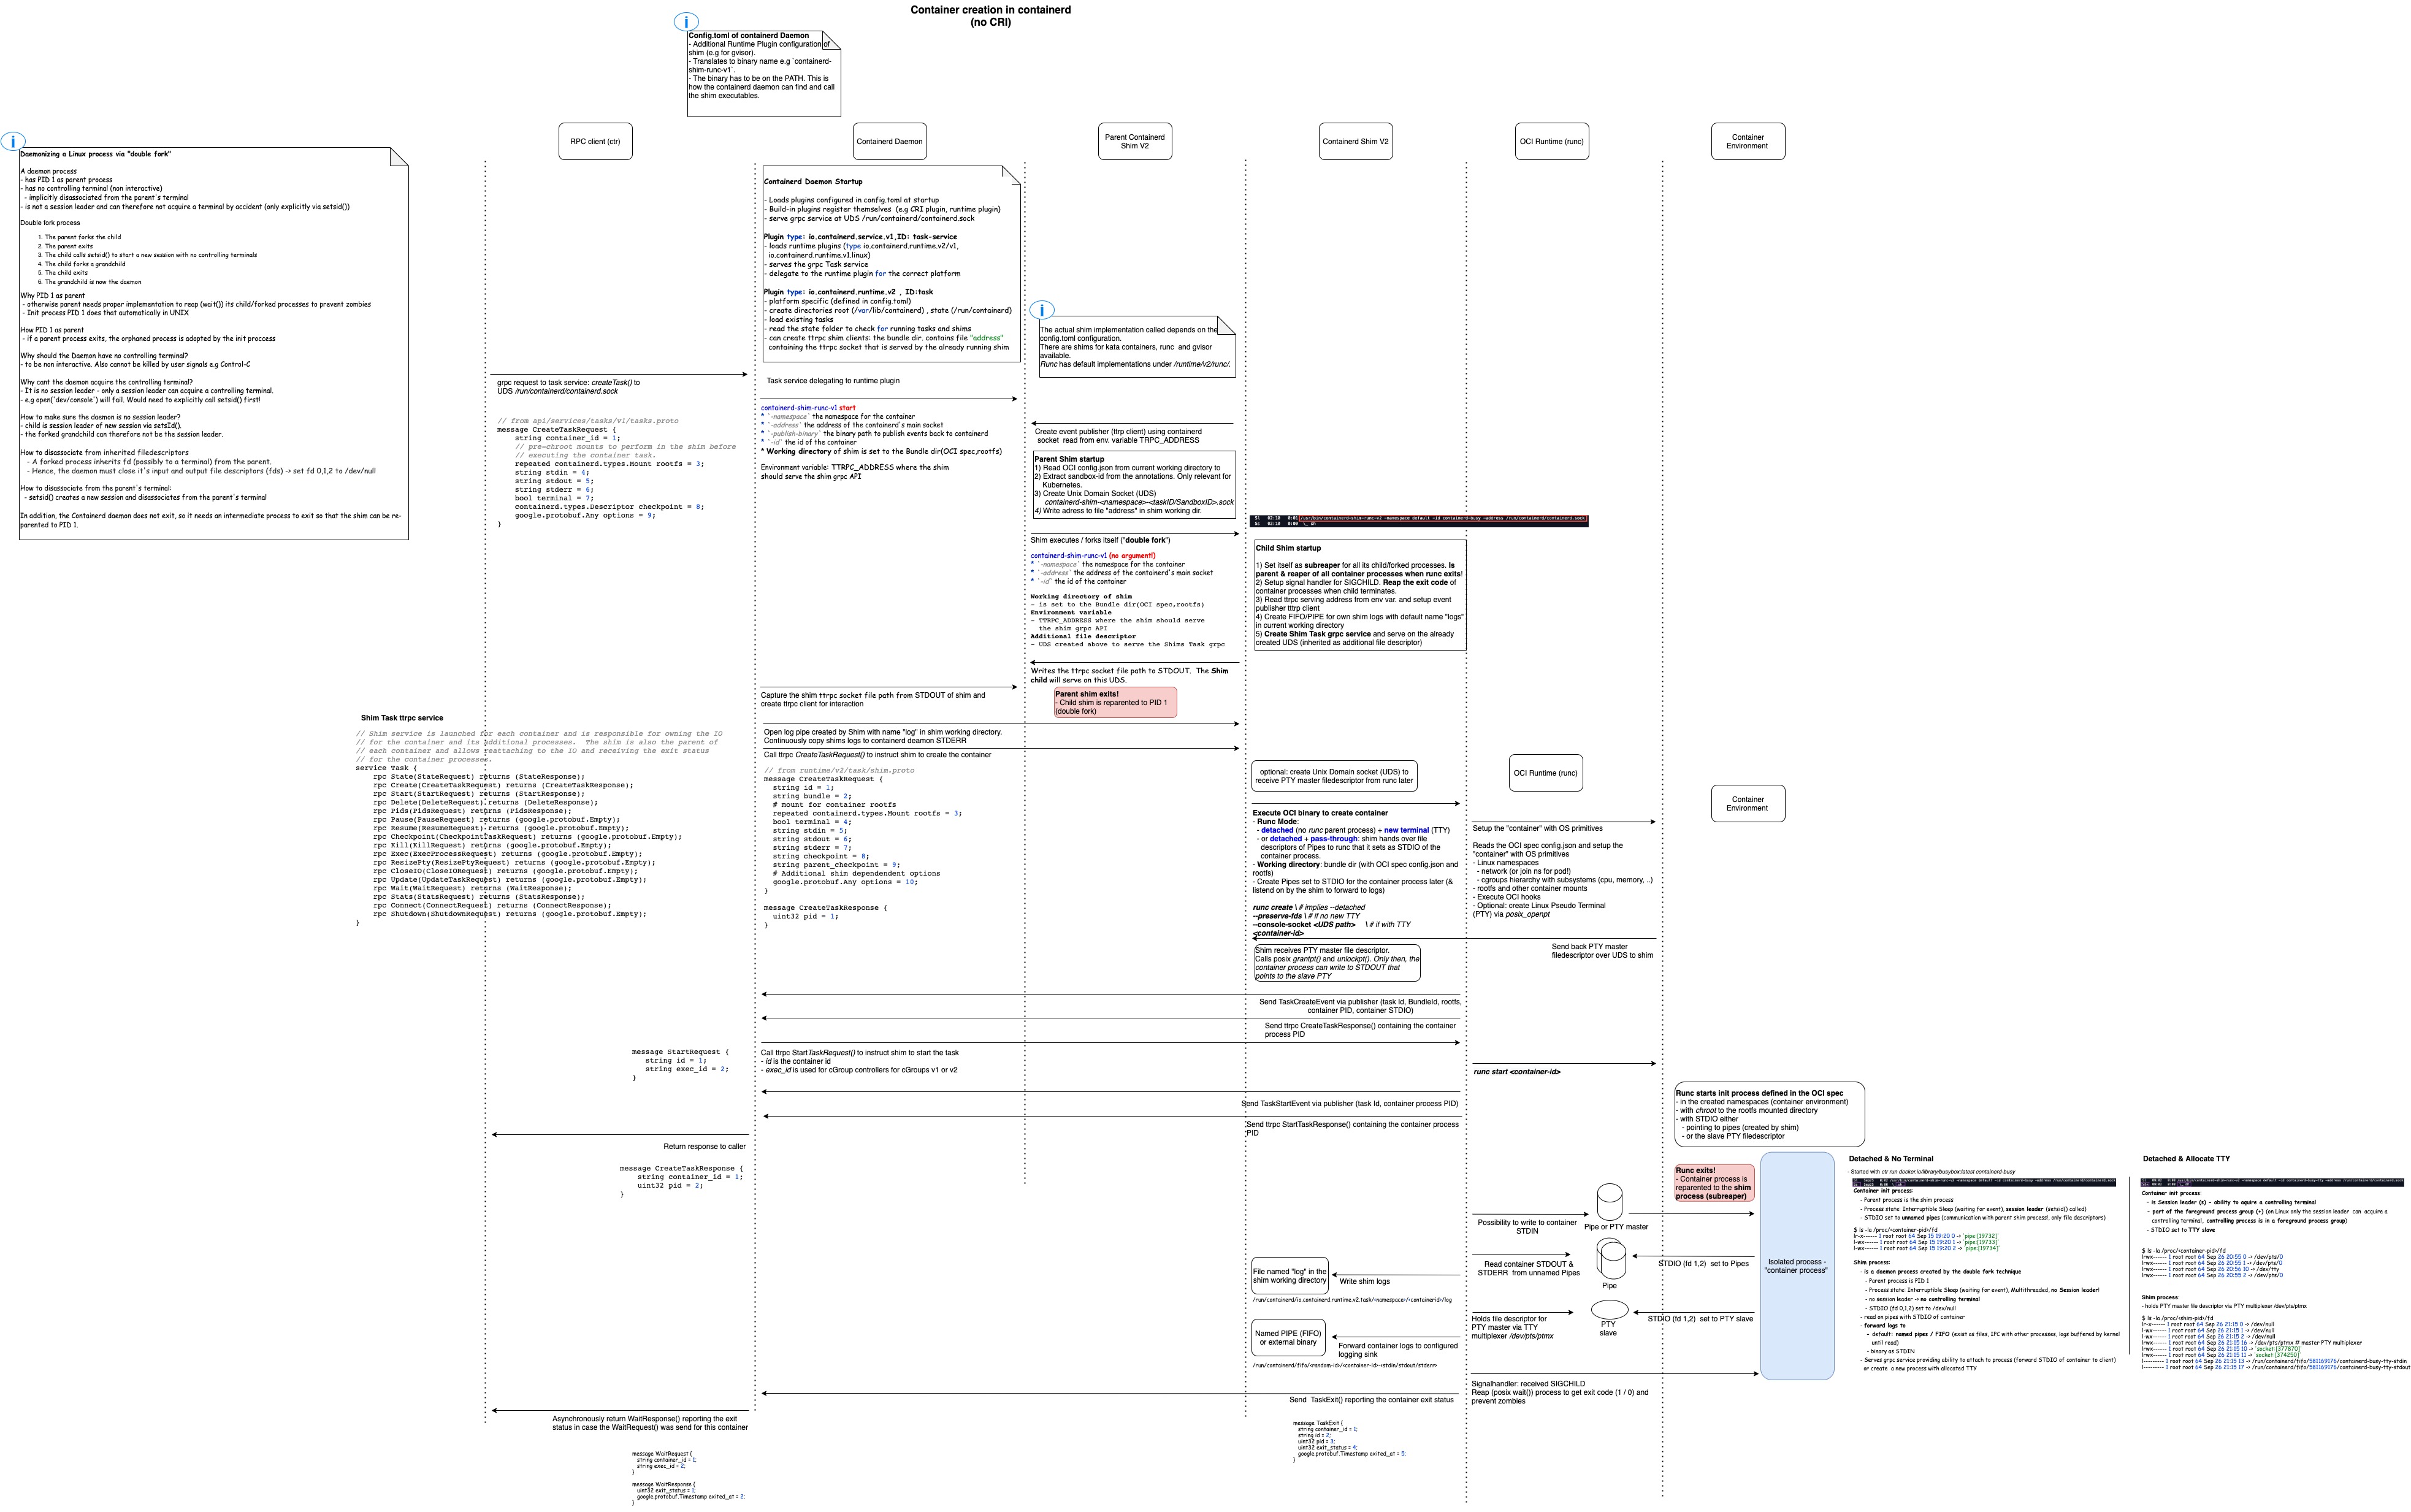 Container creation in containerd
(no CRI)
Config.toml of containerd Daemon
- Additional Runtime Plugin configuration of
shim (e.g for gvisor).
- Translates to binary name e.g `containerd-
shim-runc-v1`.
- The binary has to be on the PATH. This is
how the containerd daemon can find and call
the shim executables.
RPC client (ctr)
Containerd Daemon
Parent Containerd
Shim V2
Containerd Shim V2
OCI Runtime (runc)
Container
Environment
Daemonizing a Linux process via "double fork"
A daemon process
- has PID 1 as parent process
- has no controlling terminal (non interactive)
- implicitly disassociated from the parent's terminal
- is not a session leader and can therefore not acquire a terminal by accident (only explicitly via setsid())
Double fork process
1. The parent forks the child
2. The parent exits
3. The child calls setsid() to start a new session with no controlling terminals
4. The child forks a grandchild
5. The child exits
6. The grandchild is now the daemon
Why PID 1 as parent
- otherwise parent needs proper implementation to reap (wait()) its child/forked processes to prevent zombies
- Init process PID 1 does that automatically in UNIX
How PID 1 as parent
- if a parent process exits, the orphaned process is adopted by the init proccess
Why should the Daemon have no controlling terminal?
- to be non interactive. Also cannot be killed by user signals e.g Control-C
Why cant the daemon acquire the controlling terminal?
- It is no session leader - only a session leader can acquire a controlling terminal.
- e.g open('dev/console') will fail. Would need to explicitly call setsid() first!
How to make sure the daemon is no session leader?
- child is session leader of new session via setsId().
- the forked grandchild can therefore not be the session leader.
How to disassociate from inherited filedescriptors
- A forked process inherits fd (possibly to a terminal) from the parent.
- Hence, the daemon must close it's input and output file descriptors (fds) -> set fd 0,1,2 to /dev/null
How to disassociate from the parent's terminal:
- setsid() creates a new session and disassociates from the parent's terminal
In addition, the Containerd daemon does not exit, so it needs an intermediate process to exit so that the shim can be re-
parented to PID 1.
Containerd Daemon Startup
- Loads plugins configured in config.toml at startup
- Build-in plugins register themselves (e.g CRI plugin, runtime plugin)
- serve grpc service at UDS /run/containerd/containerd.sock
Plugin type: io.containerd.service.v1,ID: task-service
- loads runtime plugins (type io.containerd.runtime.v2/v1,
io.containerd.runtime.v1.linux)
- serves the grpc Task service
- delegate to the runtime plugin for the correct platform
Plugin type: io.containerd.runtime.v2 , ID:task
- platform specific (defined in config.toml)
- create directories root (/var/lib/containerd) , state (/run/containerd)
- load existing tasks
- read the state folder to check for running tasks and shims
- can create ttrpc shim clients: the bundle dir. contains file "address"
containing the ttrpc socket that is served by the already running shim
The actual shim implementation called depends on the
config.toml configuration.
There are shims for kata containers, runc and gvisor
available.
Runc has default implementations under /runtime/v2/runc/.
grpc request to task service: createTask() to
UDS /run/containerd/containerd.sock
// from api/services/tasks/v1/tasks.proto
message CreateTaskRequest {
string container_id = 1;
// pre-chroot mounts to perform in the shim before
// executing the container task.
repeated containerd.types.Mount rootfs = 3;
string stdin = 4;
string stdout = 5;
string stderr = 6;
bool terminal = 7;
containerd.types.Descriptor checkpoint = 8;
google.protobuf.Any options = 9;
}
Task service delegating to runtime plugin
containerd-shim-runc-v1 start
* `-namespace` the namespace for the container
* `-address` the address of the containerd's main socket
* `-publish-binary` the binary path to publish events back to containerd
* `-id` the id of the container
* Working directory of shim is set to the Bundle dir(OCI spec,rootfs)
Environment variable: TTRPC_ADDRESS where the shim
should serve the shim grpc API
Create event publisher (ttrp client) using containerd
socket read from env. variable TRPC_ADDRESS
Parent Shim startup
1) Read OCI config.json from current working directory to
2) Extract sandbox-id from the annotations. Only relevant for
Kubernetes.
3) Create Unix Domain Socket (UDS)
containerd-shim-<namespace>-<taskID/SandboxID>.sock
4) Write adress to file "address" in shim working dir.
Sl 02:10 0:01 /usr/bin/containerd-shim-runc-v2 -namespace default -id containerd-busy -address /run/containerd/containerd.sock
Ss 02:10 0:00 \_ sh
Shim executes / forks itself ("double fork")
containerd-shim-runc-v1 (no argument!)
* `-namespace` the namespace for the container
* `-address` the address of the containerd's main socket
* `-id` the id of the container
Working directory of shim
- is set to the Bundle dir(OCI spec,rootfs)
Environment variable
- TTRPC_ADDRESS where the shim should serve
the shim grpc API
Additional file descriptor
- UDS created above to serve the Shims Task grpc
Child Shim startup
1) Set itself as subreaper for all its child/forked processes. Is
parent & reaper of all container processes when runc exits!
2) Setup signal handler for SIGCHILD. Reap the exit code of
container processes when child terminates.
3) Read ttrpc serving address from env var. and setup event
publisher tttrp client
4) Create FIFO/PIPE for own shim logs with default name "logs"
in current working directory
5) Create Shim Task grpc service and serve on the already
created UDS (inherited as additional file descriptor)
Writes the ttrpc socket file path to STDOUT. The Shim
child will serve on this UDS.
Capture the shim ttrpc socket file path from STDOUT of shim and
create ttrpc client for interaction
Parent shim exits!
- Child shim is reparented to PID 1
(double fork)
Open log pipe created by Shim with name "log" in shim working directory.
Continuously copy shims logs to containerd deamon STDERR
Call ttrpc CreateTaskRequest() to instruct shim to create the container
Shim Task ttrpc service
// Shim service is launched for each container and is responsible for owning the IO
// for the container and its additional processes. The shim is also the parent of
// each container and allows reattaching to the IO and receiving the exit status
// for the container processes.
service Task {
rpc State(StateRequest) returns (StateResponse);
rpc Create(CreateTaskRequest) returns (CreateTaskResponse);
rpc Start(StartRequest) returns (StartResponse);
rpc Delete(DeleteRequest) returns (DeleteResponse);
rpc Pids(PidsRequest) returns (PidsResponse);
rpc Pause(PauseRequest) returns (google.protobuf.Empty);
rpc Resume(ResumeRequest) returns (google.protobuf.Empty);
rpc Checkpoint(CheckpointTaskRequest) returns (google.protobuf.Empty);
rpc Kill(KillRequest) returns (google.protobuf.Empty);
rpc Exec(ExecProcessRequest) returns (google.protobuf.Empty);
rpc ResizePty(ResizePtyRequest) returns (google.protobuf.Empty);
rpc CloseIO(CloseIORequest) returns (google.protobuf.Empty);
rpc Update(UpdateTaskRequest) returns (google.protobuf.Empty);
rpc Wait(WaitRequest) returns (WaitResponse);
rpc Stats(StatsRequest) returns (StatsResponse);
rpc Connect(ConnectRequest) returns (ConnectResponse);
rpc Shutdown(ShutdownRequest) returns (google.protobuf.Empty);
}
// from runtime/v2/task/shim.proto
message CreateTaskRequest {
string id = 1;
string bundle = 2;
# mount for container rootfs
repeated containerd.types.Mount rootfs = 3;
bool terminal = 4;
string stdin = 5;
string stdout = 6;
string stderr = 7;
string checkpoint = 8;
string parent_checkpoint = 9;
# Additional shim dependendent options
google.protobuf.Any options = 10;
}
message CreateTaskResponse {
uint32 pid = 1;
}
optional: create Unix Domain socket (UDS) to
receive PTY master filedescriptor from runc later
OCI Runtime (runc)
Container
Environment
Execute OCI binary to create container
- Runc Mode:
- detached (no runc parent process) + new terminal (TTY)
- or detached + pass-through: shim hands over file
descriptors of Pipes to runc that it sets as STDIO of the
container process.
- Working directory: bundle dir (with OCI spec config.json and
rootfs)
- Create Pipes set to STDIO for the container process later (&
listend on by the shim to forward to logs)
runc create \ # implies --detached
--preserve-fds \ # if no new TTY
--console-socket <UDS path> \ # if with TTY
<container-id>
Setup the "container" with OS primitives
Reads the OCI spec config.json and setup the
"container" with OS primitives
- Linux namespaces
- network (or join ns for pod!)
- cgroups hierarchy with subsystems (cpu, memory, ..)
- rootfs and other container mounts
- Execute OCI hooks
- Optional: create Linux Pseudo Terminal
(PTY) via posix_openpt
Send back PTY master
filedescriptor over UDS to shim
Shim receives PTY master file descriptor.
Calls posix grantpt() and unlockpt(). Only then, the
container process can write to STDOUT that
points to the slave PTY
Send TaskCreateEvent via publisher (task Id, BundleId, rootfs,
container PID, container STDIO)
Send ttrpc CreateTaskResponse() containing the container
process PID
message StartRequest {
string id = 1;
string exec_id = 2;
}
Call ttrpc StartTaskRequest() to instruct shim to start the task
- id is the container id
- exec_id is used for cGroup controllers for cGroups v1 or v2
runc start <container-id>
Send TaskStartEvent via publisher (task Id, container process PID)
Send ttrpc StartTaskResponse() containing the container process
PID
Runc starts init process defined in the OCI spec
- in the created namespaces (container environment)
- with chroot to the rootfs mounted directory
- with STDIO either
- pointing to pipes (created by shim)
- or the slave PTY filedescriptor
Return response to caller
message CreateTaskResponse {
string container_id = 1;
uint32 pid = 2;
}
Runc exits!
- Container process is
reparented to the shim
process (subreaper)
Possibility to write to container
STDIN
Pipe or PTY master
Read container STDOUT &
STDERR from unnamed Pipes
Pipe
STDIO (fd 1,2) set to Pipes
Isolated process -
"container process"
File named "log" in the
shim working directory
Write shim logs
/run/containerd/io.containerd.runtime.v2.task/<namespace>/<containerid>/log
Holds file descriptor for
PTY master via TTY
multiplexer /dev/pts/ptmx
PTY
slave
STDIO (fd 1,2) set to PTY slave
Named PIPE (FIFO)
or external binary
Forward container logs to configured
logging sink
/run/containerd/fifo/<random-id>/<container-id>-<stdin/stdout/stderr>
Signalhandler: received SIGCHILD
Reap (posix wait()) process to get exit code (1 / 0) and
prevent zombies
Send TaskExit() reporting the container exit status
message TaskExit {
string container_id = 1;
string id = 2;
uint32 pid = 3;
uint32 exit_status = 4;
google.protobuf.Timestamp exited_at = 5;
}
Asynchronously return WaitResponse() reporting the exit
status in case the WaitRequest() was send for this container
message WaitRequest {
string container_id = 1;
string exec_id = 2;
}
message WaitResponse {
uint32 exit_status = 1;
google.protobuf.Timestamp exited_at = 2;
}
Detached & No Terminal
- Started with ctr run docker.io/library/busybox:latest containerd-busy
Container init process:
- Parent process is the shim process
- Process state: Interruptible Sleep (waiting for event), session leader (setsid called)
- STDIO set to unnamed pipes (communication with parent shim process!, only file descriptors)
$ ls -la /proc/<container-pid>/fd
lr-x------ 1 root root 64 Sep 15 19:20 0 -> 'pipe:[19732]'
l-wx------ 1 root root 64 Sep 15 19:20 1 -> 'pipe:[19733]'
l-wx------ 1 root root 64 Sep 15 19:20 2 -> 'pipe:[19734]'
Shim process:
- is a daemon process created by the double fork technique
- Parent process is PID 1
- Process state: Interruptible Sleep (waiting for event), Multithreaded, no Session leader!
- no session leader -> no controlling terminal
- STDIO (fd 0,1,2) set to /dev/null
- read on pipes with STDIO of container
- forward logs to
- default: named pipes / FIFO (exist as files, IPC with other processes, logs buffered by kernel
until read)
- binary as STDIN
- Serves grpc service providing ability to attach to process (forward STDIO of container to client)
or create a new process with allocated TTY
Detached & Allocate TTY
Container init process:
- is Session leader (s) - ability to aquire a controlling terminal
- part of the foreground process group (+) (on Linux only the session leader can acquire a
controlling terminal, controlling process is in a foreground process group)
- STDIO set to TTY slave
$ ls -la /proc/<container-pid>/fd
lrwx------ 1 root root 64 Sep 26 20:55 0 -> /dev/pts/0
lrwx------ 1 root root 64 Sep 26 20:55 1 -> /dev/pts/0
lrwx------ 1 root root 64 Sep 26 20:56 10 -> /dev/tty
lrwx------ 1 root root 64 Sep 26 20:55 2 -> /dev/pts/0
Shim process:
- holds PTY master file descriptor via PTY multiplexer /dev/pts/ptmx
$ ls -la /proc/<shim-pid>/fd
lr-x------ 1 root root 64 Sep 26 21:15 0 -> /dev/null
l-wx------ 1 root root 64 Sep 26 21:15 1 -> /dev/null
l-wx------ 1 root root 64 Sep 26 21:15 2 -> /dev/null
lrwx------ 1 root root 64 Sep 26 21:15 16 -> /dev/pts/ptmx # master PTY multiplexer
lrwx------ 1 root root 64 Sep 26 21:15 10 -> 'socket:[377870]'
lrwx------ 1 root root 64 Sep 26 21:15 11 -> 'socket:[374250]'
l--------- 1 root root 64 Sep 26 21:15 13 -> /run/containerd/fifo/581169176/containerd-busy-tty-stdin
l--------- 1 root root 64 Sep 26 21:15 17 -> /run/containerd/fifo/581169176/containerd-busy-tty-stdout